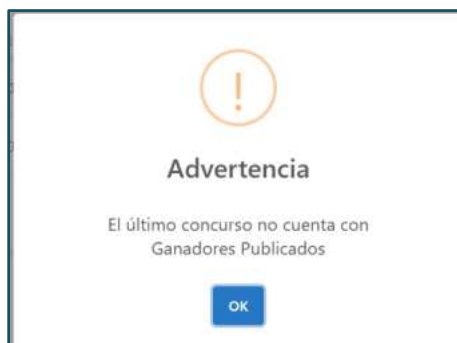 !
Advertencia
El último concurso no cuenta con
Ganadores Publicados
OK